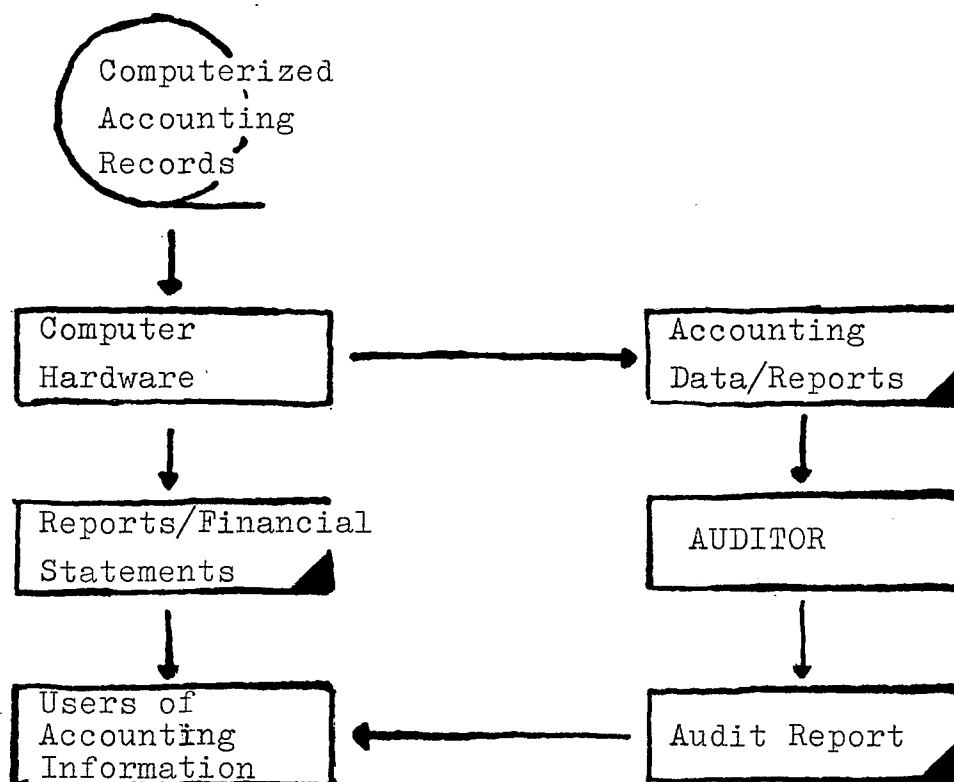 Computerized
Accounting
Records
Computer
Hardware
Accounting
Data/Reports
Reports/Financial
Statements
AUDITOR
Users of
Accounting
Information
Audit Report